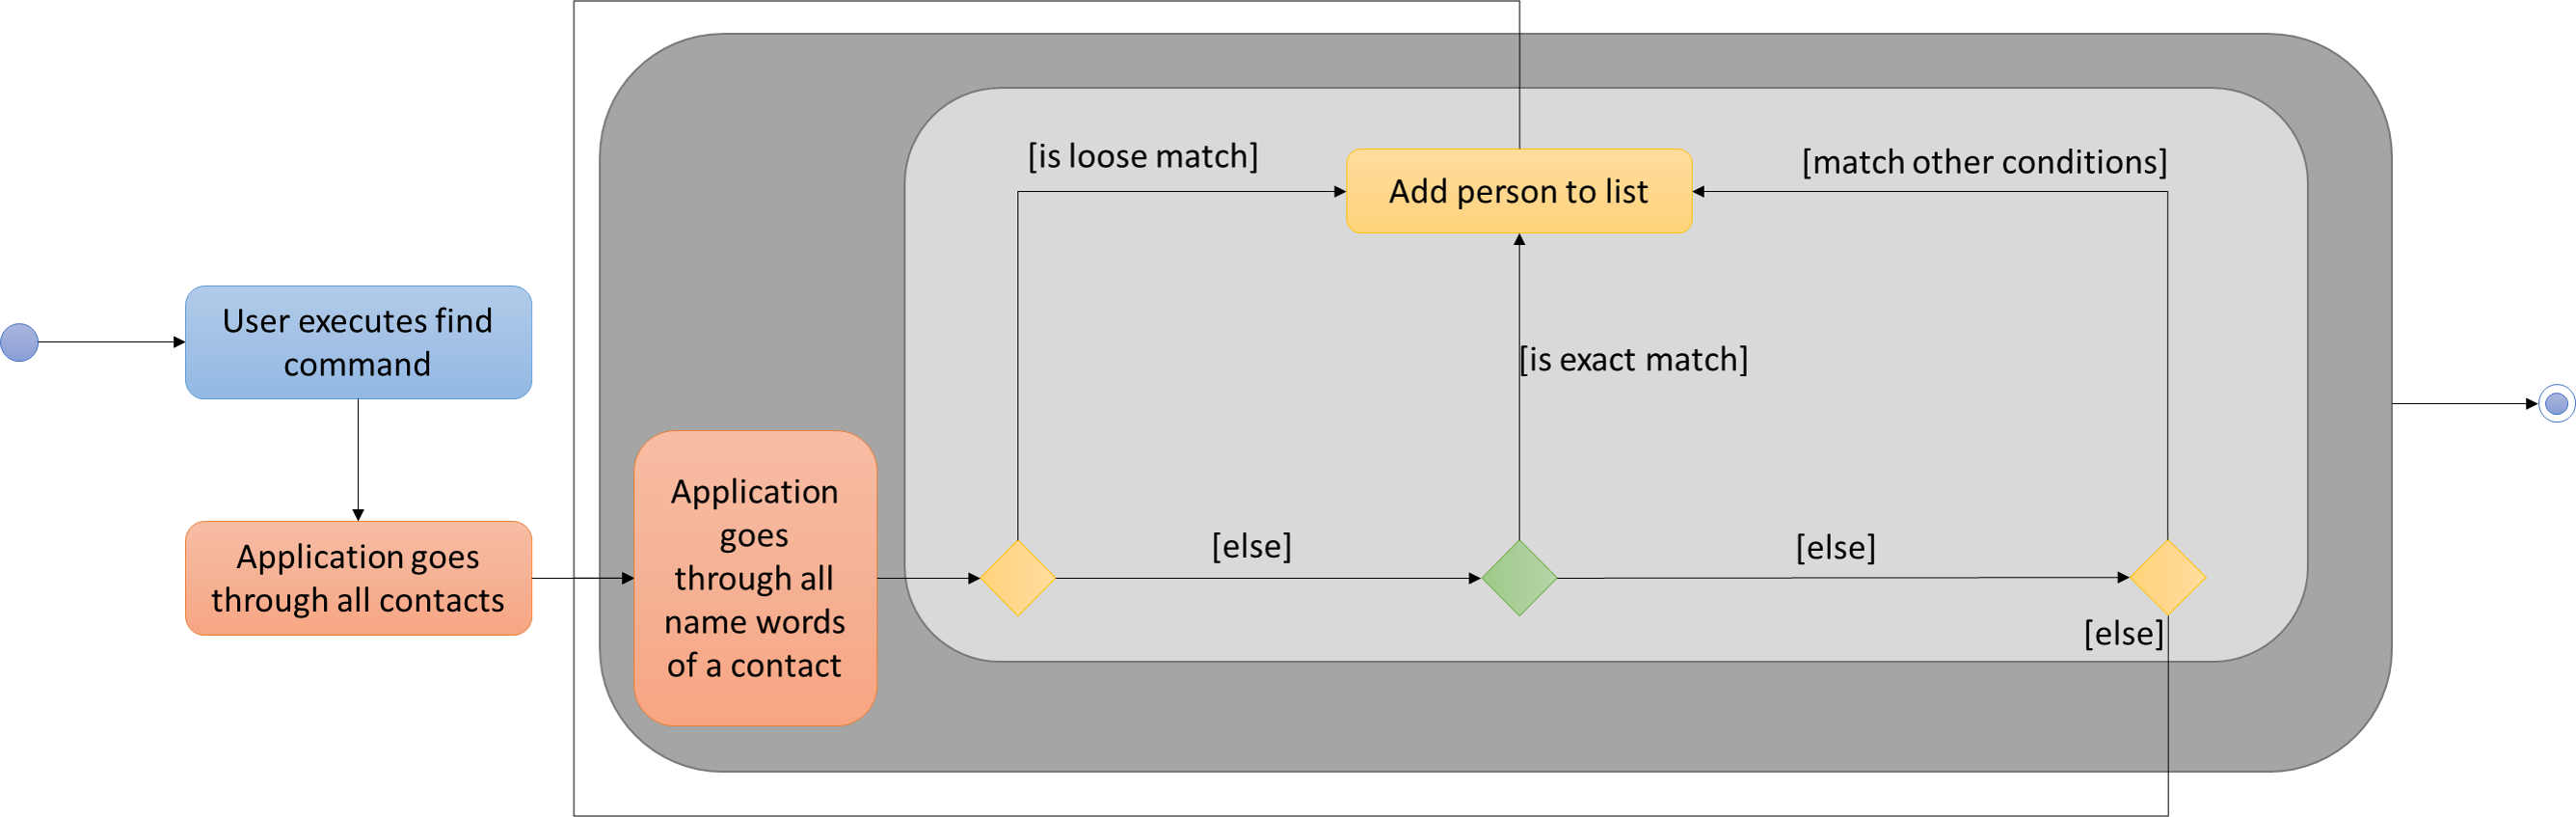 User executes find
command
Application goes
through all contacts
Application
goes
through all
name words
of a contact
[is loose match]
Add person to list
[match other conditions]
[is exact match]
[else]
[else]
[else]